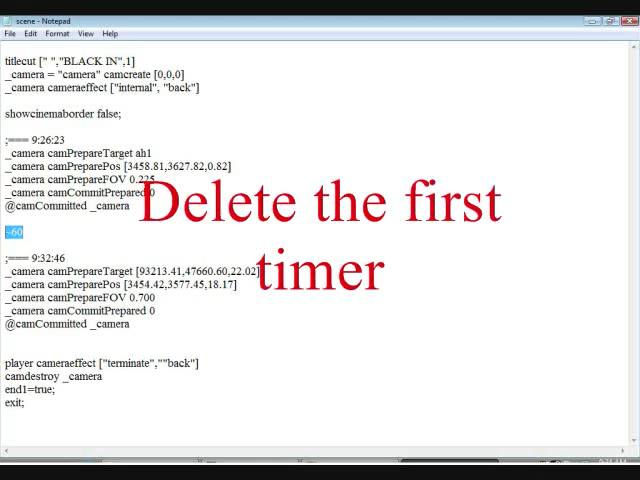 scene - Notepad
File Edit Format View Help
titlecut [" ","BLACK IN",1]
_camera = "camera" camcreate [0,0,0]
_camera cameraeffect ["internal", "back"]
showcinemaborder false;
;=== 9:26:23
_camera camPrepareTarget ah1
_camera camPreparePos [3458.81,3627.82,0.82]
_camera camPrepareFOV 0.225
_camera camCommitPrepared 0
@camCommitted _camera
Delete the first
timer
~60
;=== 9:32:46
_camera camPrepareTarget [93213.41,47660.60,22.02]
_camera camPreparePos [3454.42,3577.45,18.17]
_camera camPrepareFOV 0.700
_camera camCommitPrepared 0
@camCommitted _camera
player cameraeffect ["terminate",""back"]
camdestroy _camera
end1=true;
exit;